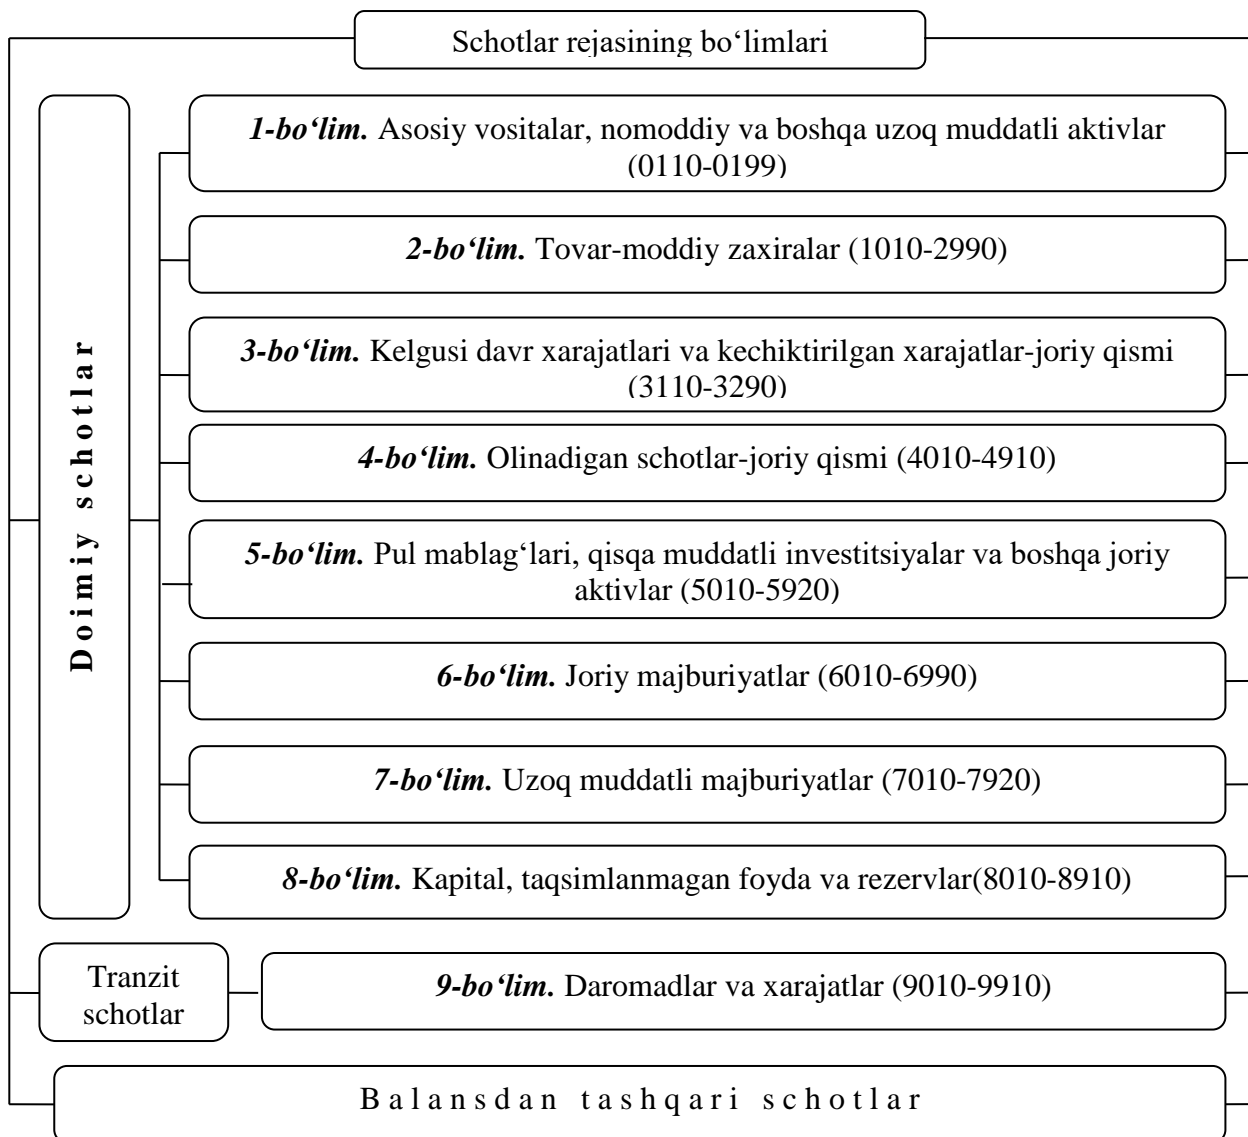 Schotlar rejasining bo‘limlari
1-bo‘lim. Asosiy vositalar, nomoddiy va boshqa uzoq muddatli aktivlar
(0110-0199)
2-bo‘lim. Tovar-moddiy zaxiralar (1010-2990)
3-bo‘lim. Kelgusi davr xarajatlari va kechiktirilgan xarajatlar-joriy qismi
(3110-3290)
4-bo‘lim. Olinadigan schotlar-joriy qismi (4010-4910)
5-bo‘lim. Pul mablag‘lari, qisqa muddatli investitsiyalar va boshqa joriy
aktivlar (5010-5920)
6-bo‘lim. Joriy majburiyatlar (6010-6990)
7-bo‘lim. Uzoq muddatli majburiyatlar (7010-7920)
8-bo‘lim. Kapital, taqsimlanmagan foyda va rezervlar(8010-8910)
Doimiy schotlar
Tranzit
schotlar
9-bo‘lim. Daromadlar va xarajatlar (9010-9910)
Balansdan tashqari schotlar